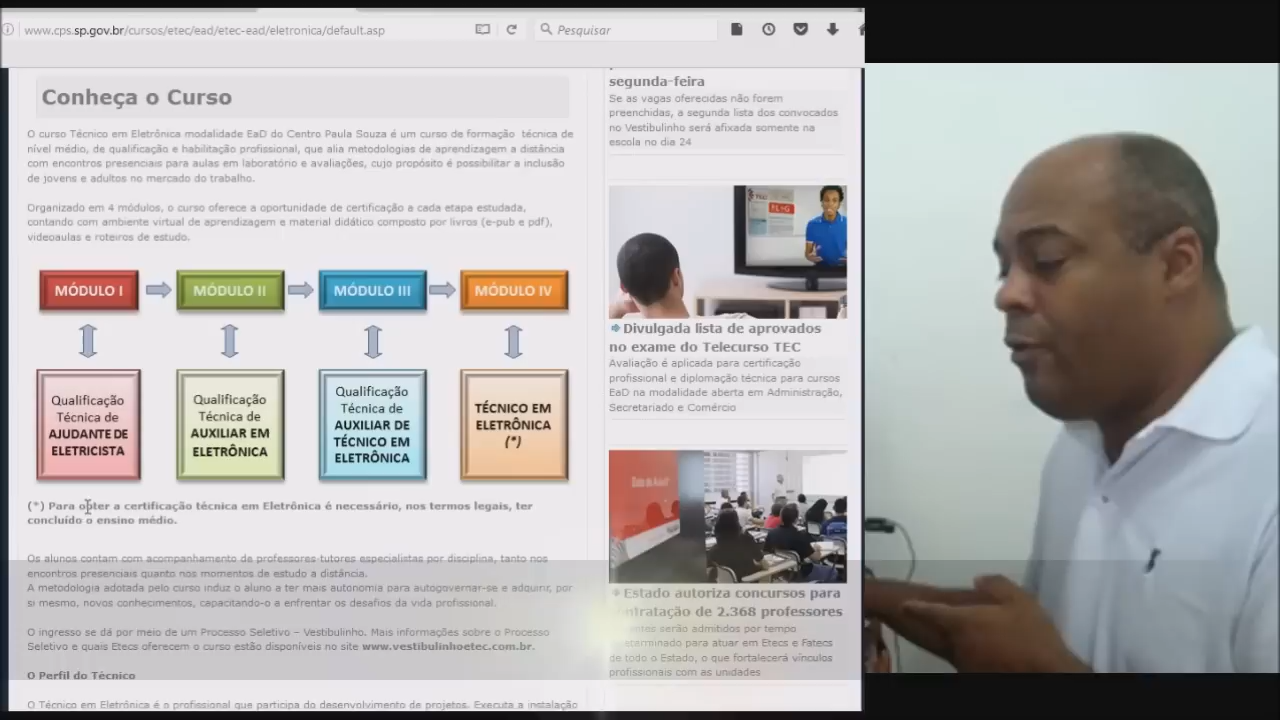 www.cps.sp.gov.br/cursos/etec/ead/etec-ead/eletronica/default.asp
Pesquisar
Conheça o Curso
O curso Técnico em Eletrônica modalidade EaD do Centro Paula Souza é um curso de formação técnica de
nível médio, de qualificação e habilitação profissional, que alia metodologias de aprendizagem a distância
com encontros presenciais para aulas em laboratório e avaliações, cujo propósito é possibilitar a inclusão
de jovens e adultos no mercado do trabalho.
Organizado em 4 módulos, o curso oferece a oportunidade de certificação a cada etapa estudada,
contando com ambiente virtual de aprendizagem e material didático composto por livros (e-pub e pdf),
videoaulas e roteiros de estudo.
MÓDULO I
MÓDULO II
MÓDULO III
MÓDULO IV
Qualificação
Técnica de
AJUDANTE DE
ELETRICISTA
Qualificação
Técnica de
AUXILIAR EM
ELETRÔNICA
Qualificação
Técnica de
AUXILIAR DE
TÉCNICO EM
ELETRÔNICA
TÉCNICO EM
ELETRÔNICA
(*)
(*) Para obter a certificação técnica em Eletrônica é necessário, nos termos legais, ter
concluído o ensino médio.
Os alunos contam com acompanhamento de professores-tutores especialistas por disciplina, tanto nos
encontros presenciais quanto nos momentos de estudo a distância.
A metodologia adotada pelo curso induz o aluno a ter mais autonomia para autogovernar-se e adquirir, por
si mesmo, novos conhecimentos, capacitando-o a enfrentar os desafios da vida profissional.
O ingresso se dá por meio de um Processo Seletivo – Vestibulinho. Mais informações sobre o Processo
Seletivo e quais Etecs oferecem o curso estão disponíveis no site www.vestibulinhoetec.com.br.
O Perfil do Técnico
O Técnico em Eletrônica é o profissional que participa do desenvolvimento de projetos. Executa a instalação
segunda-feira
Se as vagas oferecidas não forem
preenchidas, a segunda lista dos convocados
no Vestibulinho será afixada somente na
escola no dia 24
Divulgada lista de aprovados
no exame do Telecurso TEC
Avaliação é aplicada para certificação
profissional e diplomação técnica para cursos
EaD na modalidade aberta em Administração,
Secretariado e Comércio
Estado autoriza concursos para
contratação de 2.368 professores
serão admitidos por tempo
determinado para atuar em Etecs e Fatecs
de todo o Estado, o que fortalecerá vínculos
profissionais com as unidades